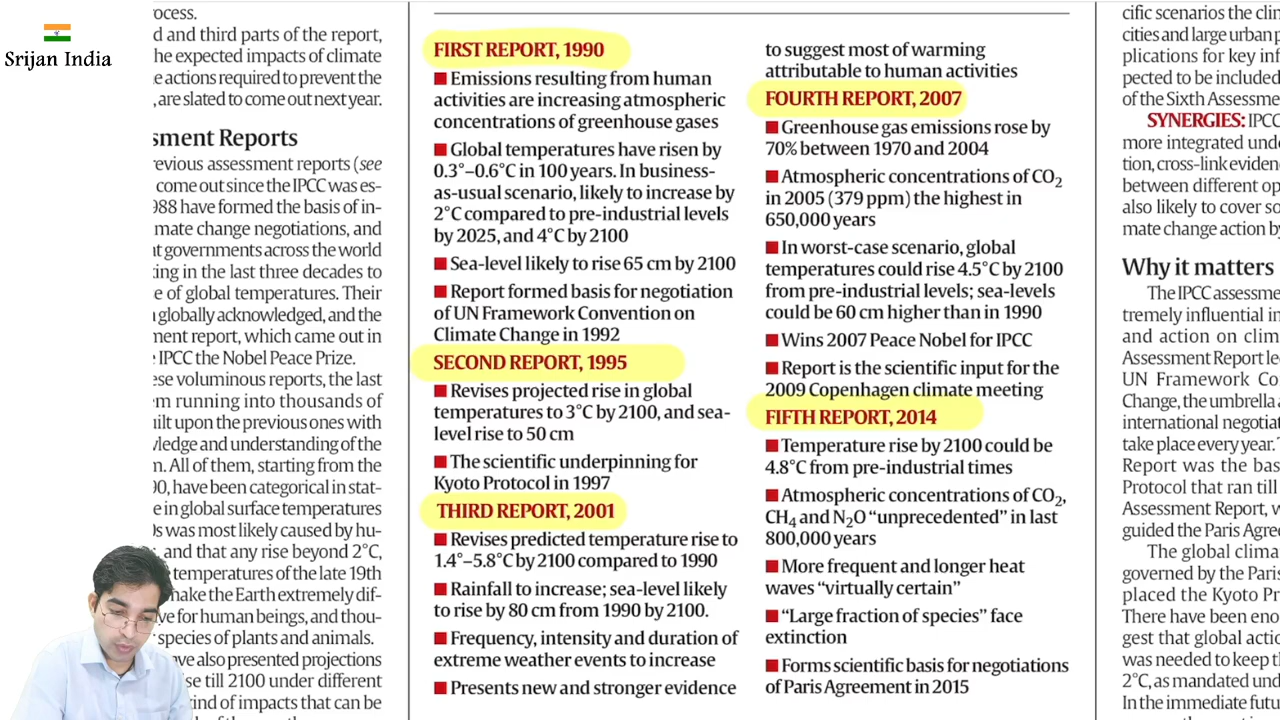 Srijan India
ocess.
d and third parts of the report,
he expected impacts of climate
e actions required to prevent the
, are slated to come out next year.
sment Reports
revious assessment reports (see
come out since the IPCC was es-
988 have formed the basis of in-
mate change negotiations, and
at governments across the world
ing in the last three decades to
e of global temperatures. Their
globally acknowledged, and the
ment report, which came out in
IPCC the Nobel Peace Prize.
ese voluminous reports, the last
m running into thousands of
uilt upon the previous ones with
wledge and understanding of the
m. All of them, starting from the
90, have been categorical in stat-
e in global surface temperatures
0s was most likely caused by hu-
, and that any rise beyond 2°C,
temperatures of the late 19th
make the Earth extremely dif-
ve for human beings, and thou-
species of plants and animals.
ave also presented projections
se till 2100 under different
kind of impacts that can be
FIRST REPORT, 1990
■ Emissions resulting from human
activities are increasing atmospheric
concentrations of greenhouse gases
■ Global temperatures have risen by
0.3°–0.6°C in 100 years. In business-
as-usual scenario, likely to increase by
2°C compared to pre-industrial levels
by 2025, and 4°C by 2100
■ Sea-level likely to rise 65 cm by 2100
■ Report formed basis for negotiation
of UN Framework Convention on
Climate Change in 1992
SECOND REPORT, 1995
■ Revises projected rise in global
temperatures to 3°C by 2100, and sea-
level rise to 50 cm
■ The scientific underpinning for
Kyoto Protocol in 1997
THIRD REPORT, 2001
■ Revises predicted temperature rise to
1.4°–5.8°C by 2100 compared to 1990
■ Rainfall to increase; sea-level likely
to rise by 80 cm from 1990 by 2100.
■ Frequency, intensity and duration of
extreme weather events to increase
■ Presents new and stronger evidence
to suggest most of warming
attributable to human activities
FOURTH REPORT, 2007
■ Greenhouse gas emissions rose by
70% between 1970 and 2004
■ Atmospheric concentrations of CO₂
in 2005 (379 ppm) the highest in
650,000 years
■ In worst-case scenario, global
temperatures could rise 4.5°C by 2100
from pre-industrial levels; sea-levels
could be 60 cm higher than in 1990
■ Wins 2007 Peace Nobel for IPCC
■ Report is the scientific input for the
2009 Copenhagen climate meeting
FIFTH REPORT, 2014
■ Temperature rise by 2100 could be
4.8°C from pre-industrial times
■ Atmospheric concentrations of CO₂,
CH₄ and N₂O “unprecedented” in last
800,000 years
■ More frequent and longer heat
waves “virtually certain”
■ “Large fraction of species” face
extinction
■ Forms scientific basis for negotiations
of Paris Agreement in 2015
cific scenarios the clim
cities and large urban p
plications for key inf
pected to be included
of the Sixth Assessme
SYNERGIES: IPCC
more integrated unde
tion, cross-link eviden
between different op
also likely to cover so
mate change action by
Why it matters
The IPCC assessme
tremely influential in
and action on clim
Assessment Report le
UN Framework Co
Change, the umbrella a
international negotiat
take place every year. T
Report was the bas
Protocol that ran till
Assessment Report, w
guided the Paris Agre
The global clima
governed by the Paris
placed the Kyoto Pr
There have been eno
gest that global actio
was needed to keep th
2°C, as mandated und
In the immediate futu